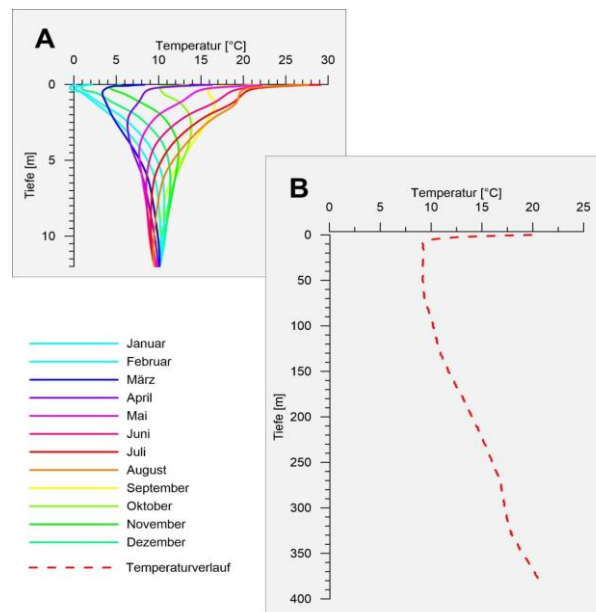 A
Temperatur [°C]
0 5 10 15 20 25 30
0
5
10
Tiefe [m]
B
Temperatur [°C]
0 5 10 15 20 25
0
50
100
150
200
250
300
350
400
Tiefe [m]
Januar
Februar
März
April
Mai
Juni
Juli
August
September
Oktober
November
Dezember
Temperaturverlauf